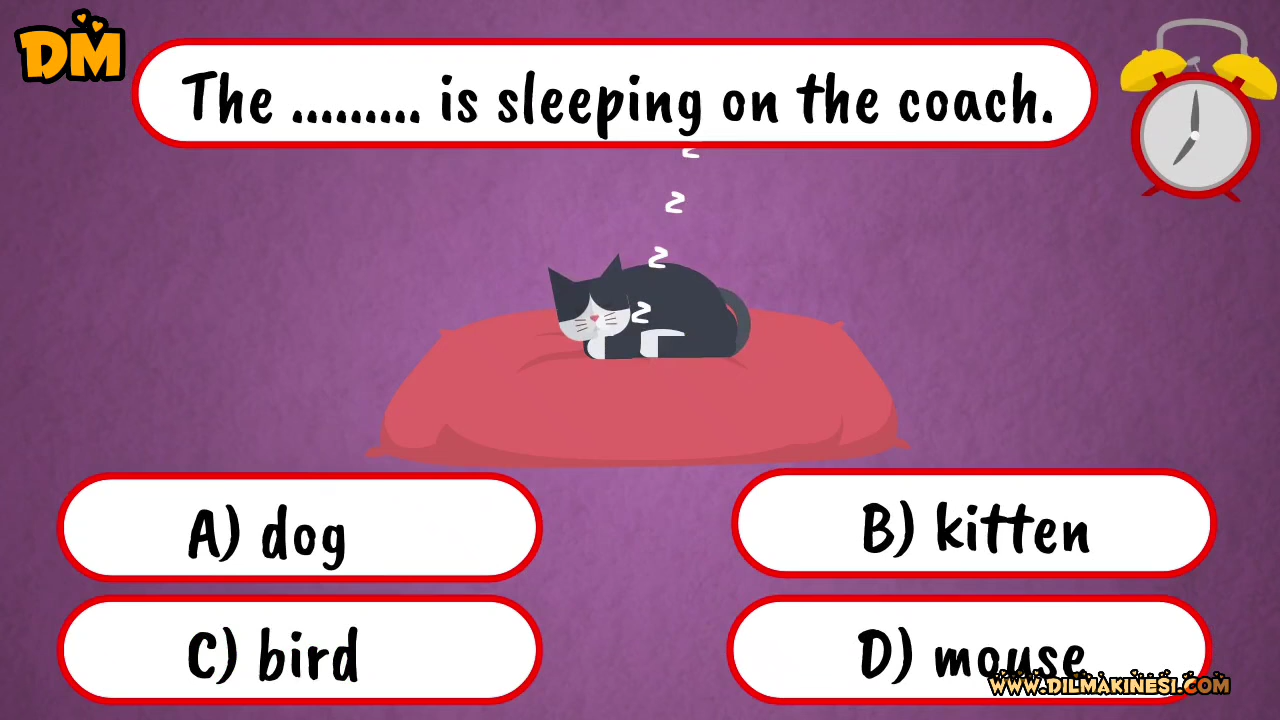 DM
The ......... is sleeping on the coach.
z
z
z
z
A) dog
B) kitten
C) bird
D) mouse
WWW.DILMAKINESI.COM